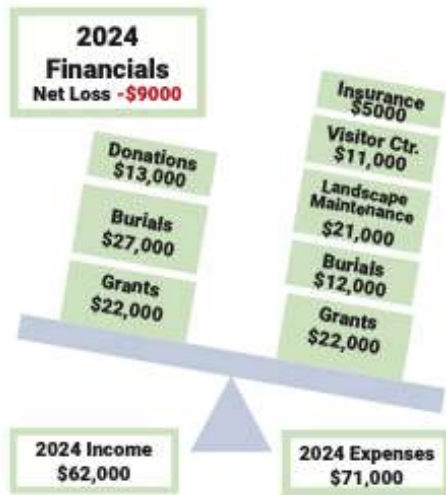 2024
Financials
Net Loss -$9000
Donations
$13,000
Burials
$27,000
Grants
$22,000
Insurance
$5000
Visitor Ctr.
$11,000
Landscape
Maintenance
$21,000
Burials
$12,000
Grants
$22,000
2024 Income
$62,000
2024 Expenses
$71,000